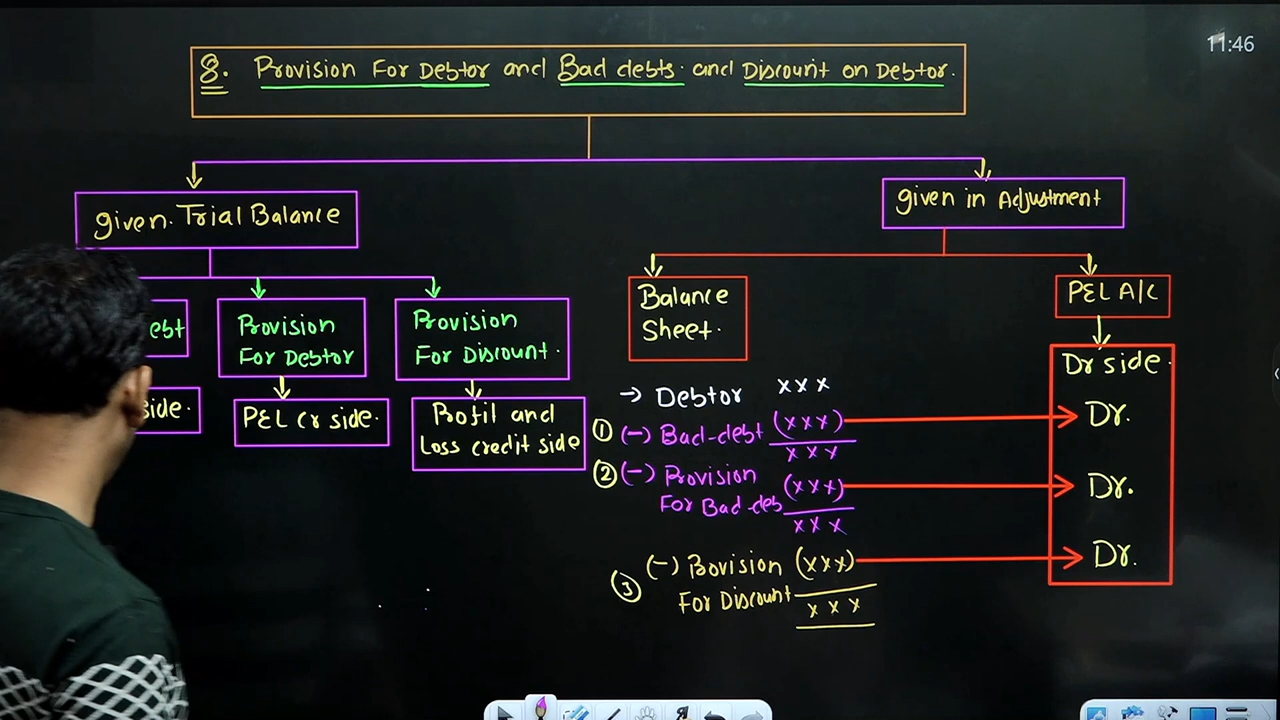 11:46
8. Provision For Debtor and Bad debts. and Discount on Debtor.
given. Trial Balance
given in Adjustment
ebt
Provision
For Debtor
Provision
For Discount.
side.
P&L Cr side.
Profil and
Loss credit side
Balance
Sheet.
P&L A/C
Dr side.
→ Debtor xxx
① (-) Bad-debt (xxx)
xxx
Dr.
② (-) Provision
For Bad-deb (xxx)
xxx
Dr.
③ (-) Provision (xxx)
For Discount
xxx
Dr.